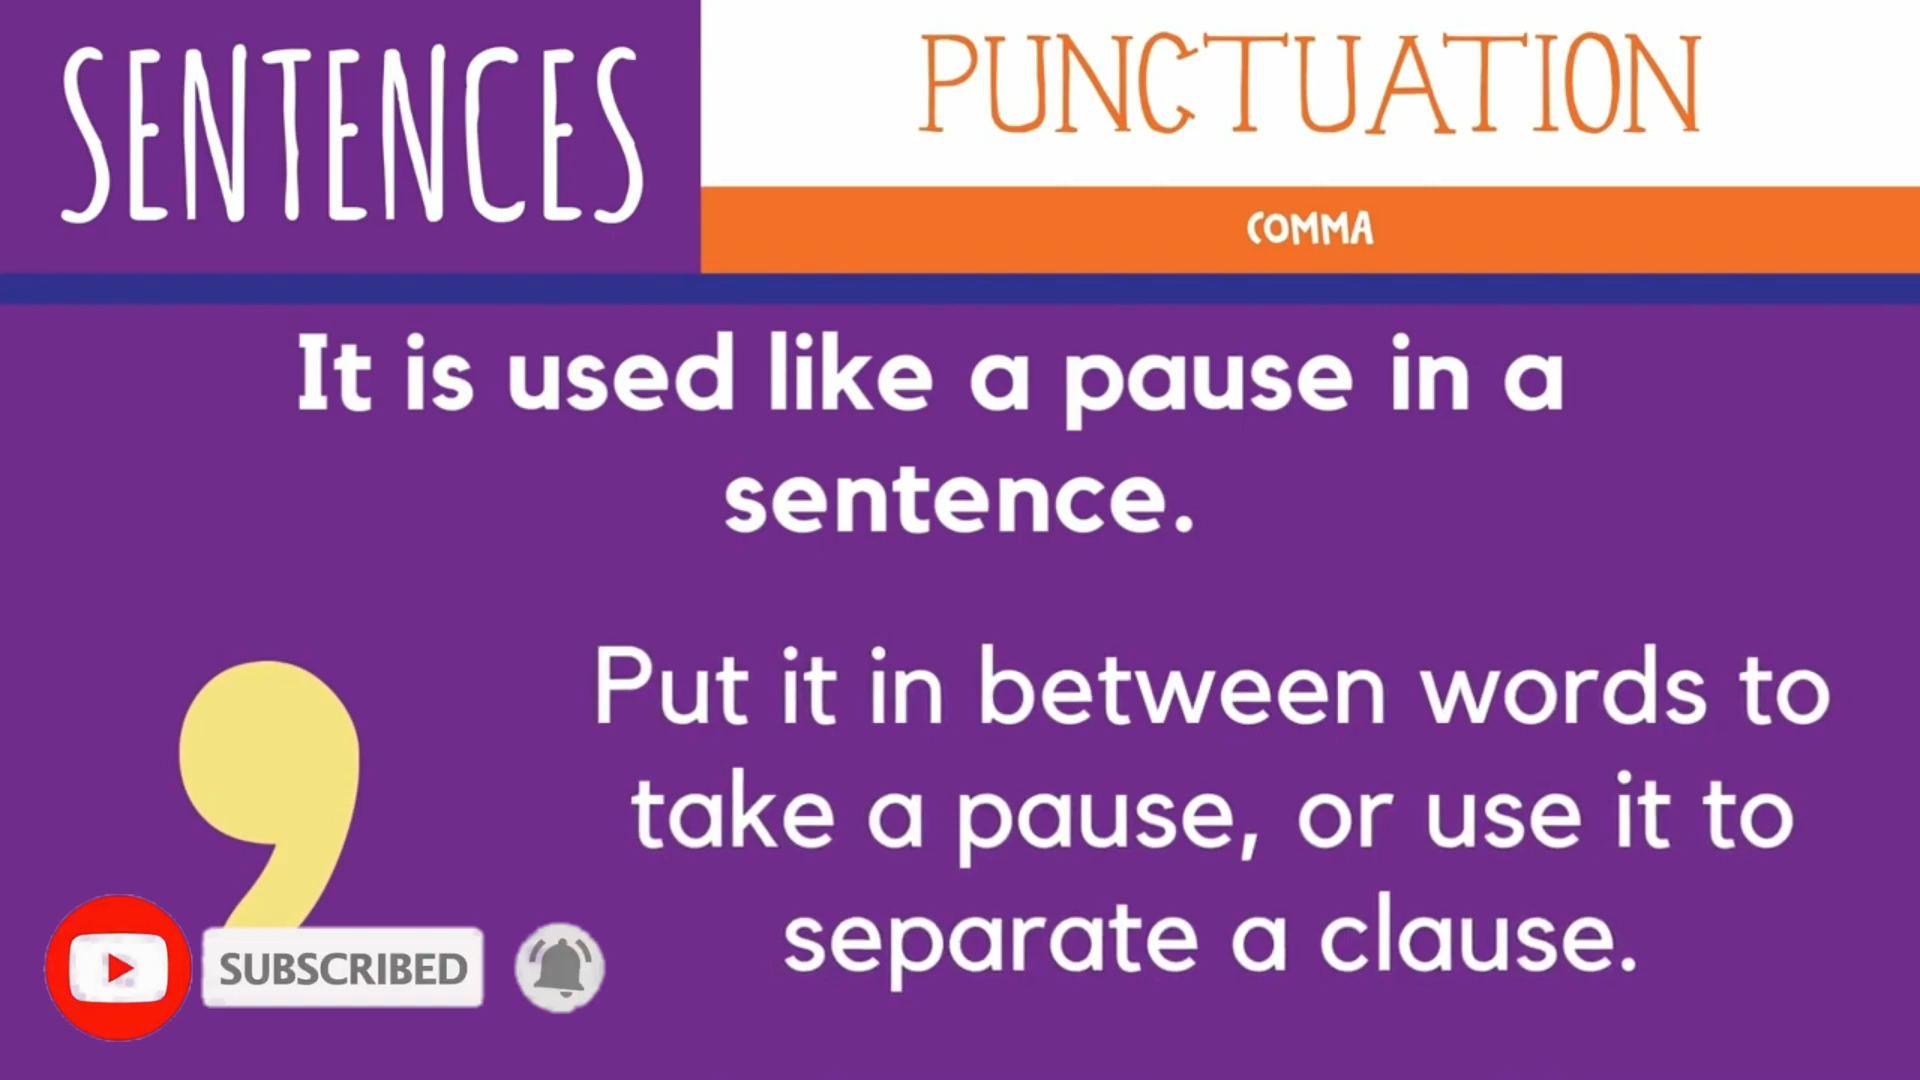 SENTENCES
PUNCTUATION
COMMA
It is used like a pause in a
sentence.
,
Put it in between words to
take a pause, or use it to
separate a clause.
SUBSCRIBED